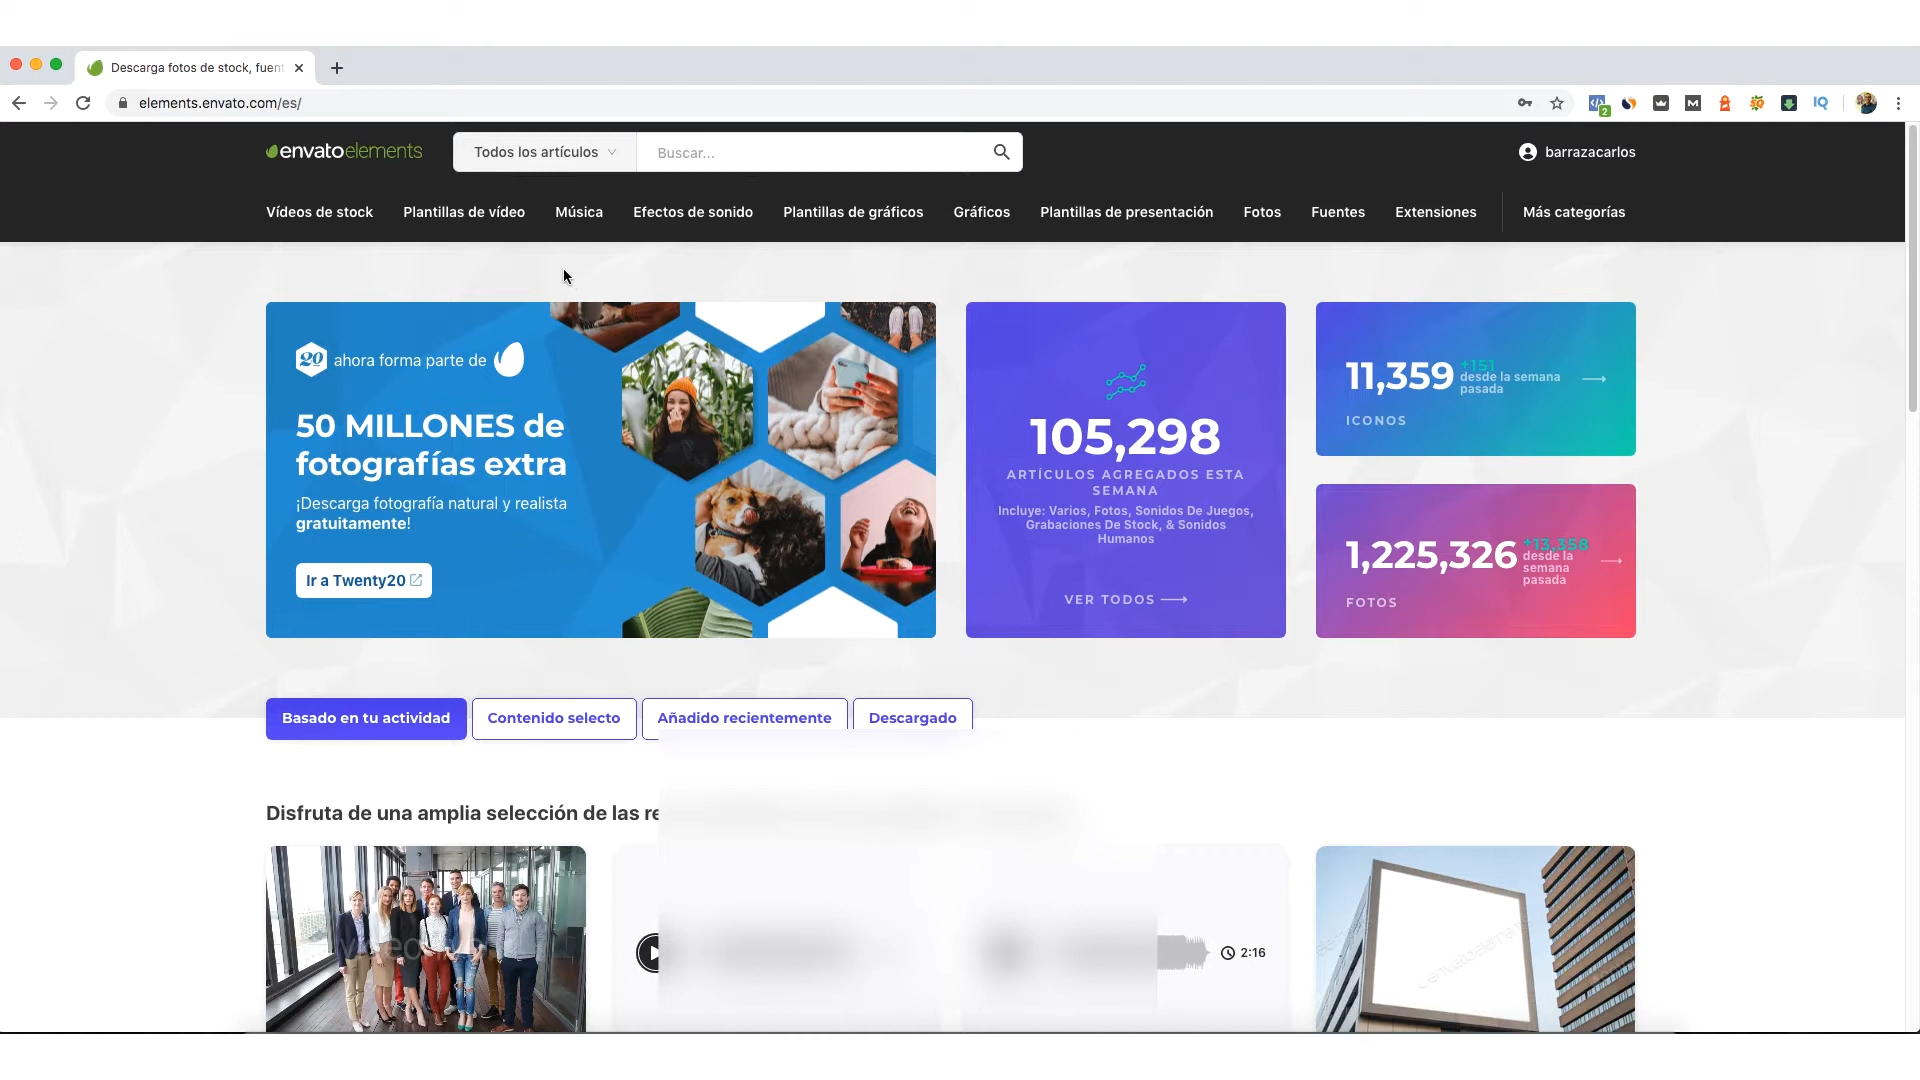 Descarga fotos de stock, fuent
elements.envato.com/es/
2
M
SQ
IQ
envatoelements
Todos los artículos
Buscar...
barrazacarlos
Vídeos de stock
Plantillas de vídeo
Música
Efectos de sonido
Plantillas de gráficos
Gráficos
Plantillas de presentación
Fotos
Fuentes
Extensiones
Más categorías
20 ahora forma parte de
50 MILLONES de
fotografías extra
¡Descarga fotografía natural y realista
gratuitamente!
Ir a Twenty20
105,298
ARTÍCULOS AGREGADOS ESTA
SEMANA
Incluye: Varios, Fotos, Sonidos De Juegos,
Grabaciones De Stock, & Sonidos
Humanos
VER TODOS
11,359
+151
desde la semana
pasada
ICONOS
1,225,326
+13,358
desde la
semana
pasada
FOTOS
Basado en tu actividad
Contenido selecto
Añadido recientemente
Descargado
Disfruta de una amplia selección de las re
2:16